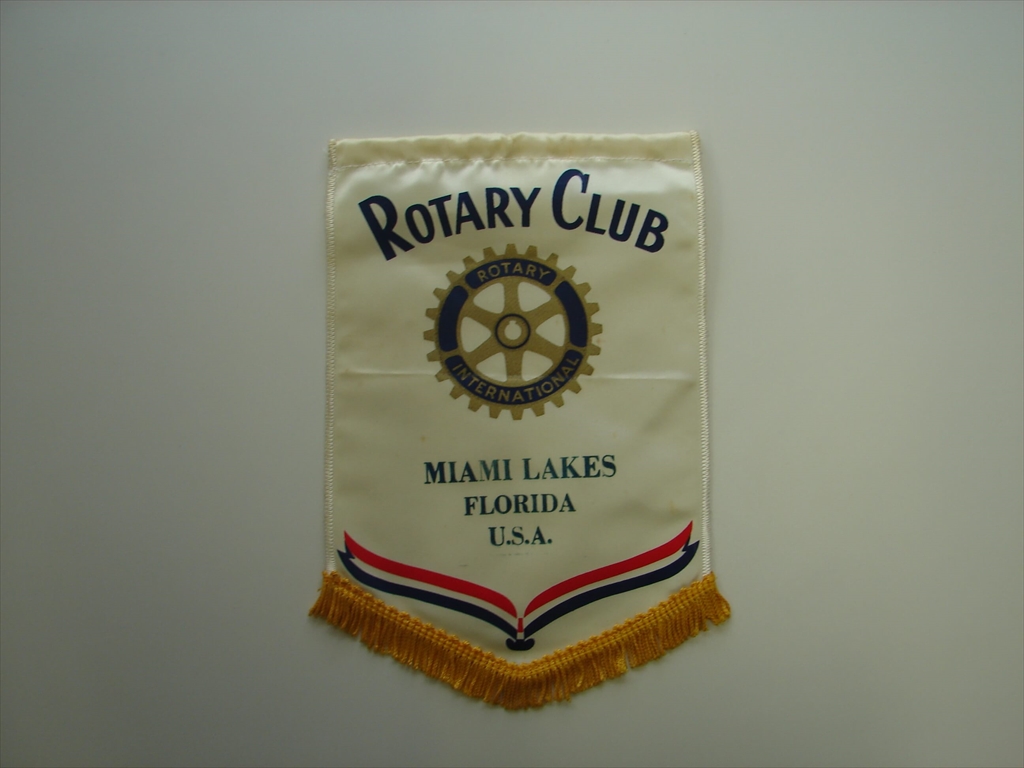 ROTARY CLUB
ROTARY
INTERNATIONAL
MIAMI LAKES
FLORIDA
U.S.A.